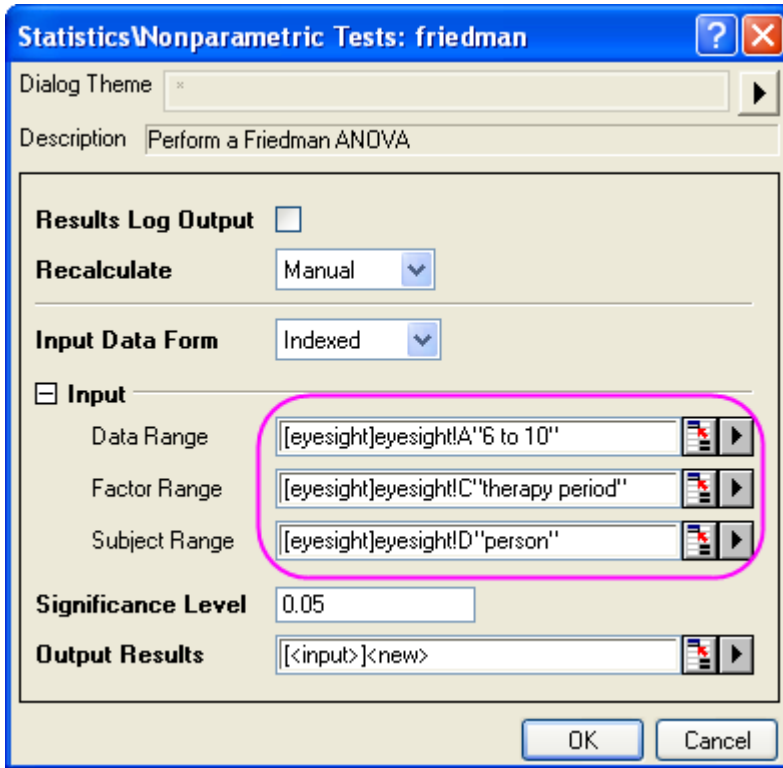 Statistics\Nonparametric Tests: friedman
Dialog Theme *
Description Perform a Friedman ANOVA
Results Log Output
Recalculate Manual
Input Data Form Indexed
Input
Data Range [eyesight]eyesight!A"6 to 10"
Factor Range [eyesight]eyesight!C"therapy period"
Subject Range [eyesight]eyesight!D"person"
Significance Level 0.05
Output Results [<input>]<new>
OK Cancel